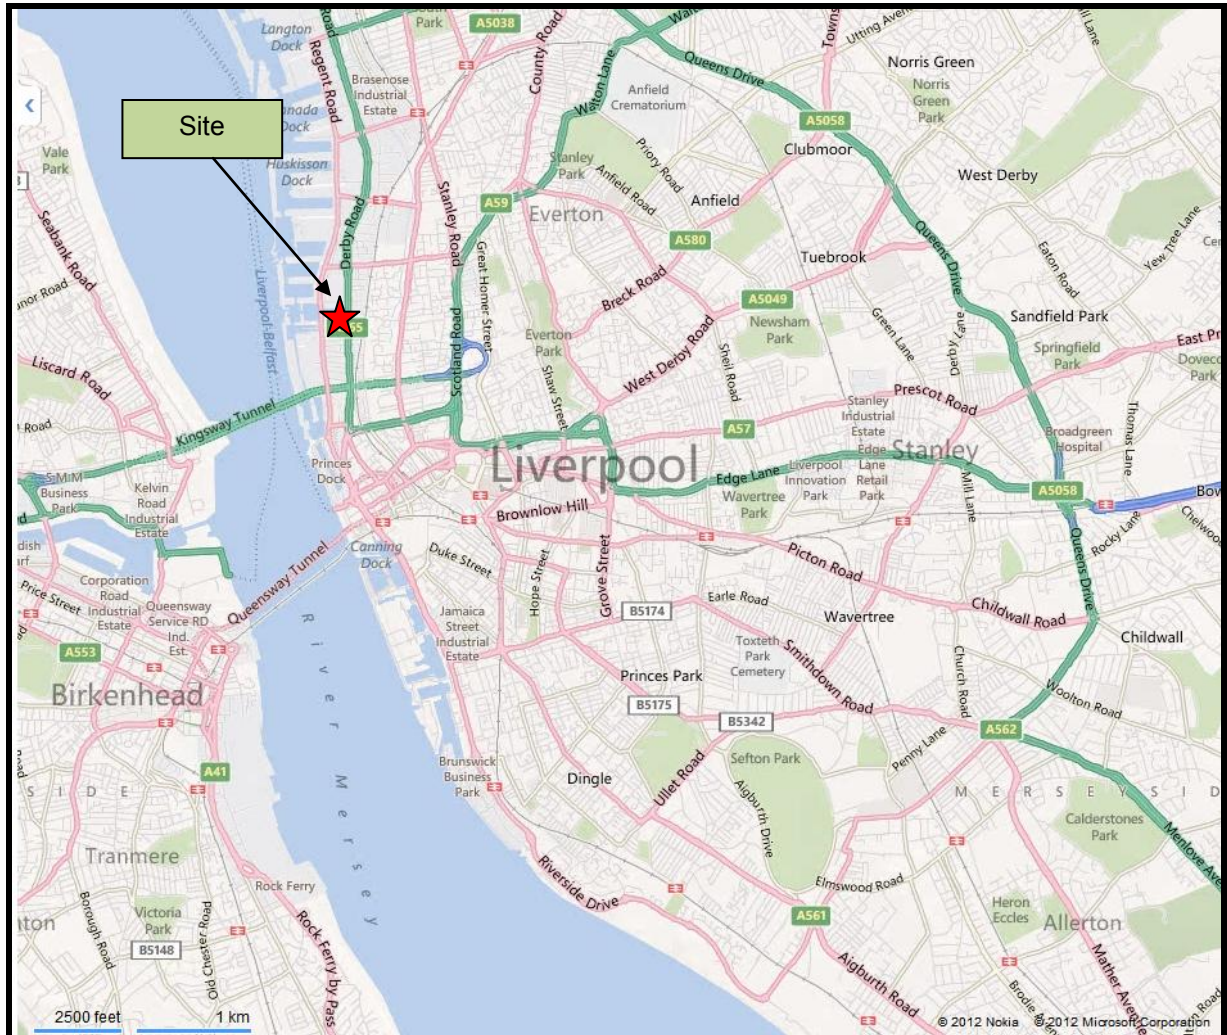 Langton
Dock
Regent Road
Road
South
Park
A5038
County Road
Walton Lane
Queens Drive
Utting Avenue
Norris Green
Norris
Green
Park
Brasenose
Industrial
Estate
Anfield
Crematorium
A5058
Clubmoor
Site
Vale
Park
Huskisson
Dock
Stanley
Park
Priory Road
Anfield Road
Anfield
West Derby
Seabank Road
Derby Road
Stanley Road
A59
Everton
A580
Queens Drive
Yew Tree Lane
Eaton Road
Tuebrook
Great Homer Street
Breck Road
A5049
Liverpool-Belfast
Newsham
Park
Green Lane
Sandfield Park
Everton
Park
Scotland Road
West Derby Road
Sheil Road
Springfield
Park
Liscard Road
Shaw Street
Stanley
Industrial
Estate
Prescot Road
Kingsway Tunnel
A57
Thomas Lane
Broadgreen
Hospital
Princes
Dock
Liverpool
Edge Lane
Liverpool
Innovation
Park
Edge
Lane
Retail
Park
Stanley
S M M
Business
Park
Kelvin
Road
Industrial
Estate
Wavertree
Park
Mill Lane
A5058
Brownlow Hill
Rocky Lane
Canning
Dock
Duke Street
Hope Street
Grove Street
Picton Road
Queens Drive
Corporation
Road
Industrial
Estate
Price Street
Queensway
Service RD
Ind.
Est.
Queensway Tunnel
River Mersey
Jamaica
Street
Industrial
Estate
B5174
Earle Road
Wavertree
Childwall Road
Childwall
A553
Toxteth
Park
Cemetery
Smithdown Road
Church Road
Princes Park
Birkenhead
B5175
B5342
Woolton Road
A562
Penny Lane
A41
Brunswick
Business
Park
Dingle
Ullet Road
Sefton Park
Aigburth Drive
MERSEYSID
SIDE
Calderstones
Park
Menlove Ave
Tranmere
Rock Ferry
Riverside Drive
Elmswood Road
Heron
Eccles
Allerton
Borough Road
Victoria
Park
B5148
Old Chester Road
Rock Ferry by Pass
A561
Aigburth Road
Mather Avenue
2500 feet
1 km
© 2012 Nokia © 2012 Microsoft Corporation